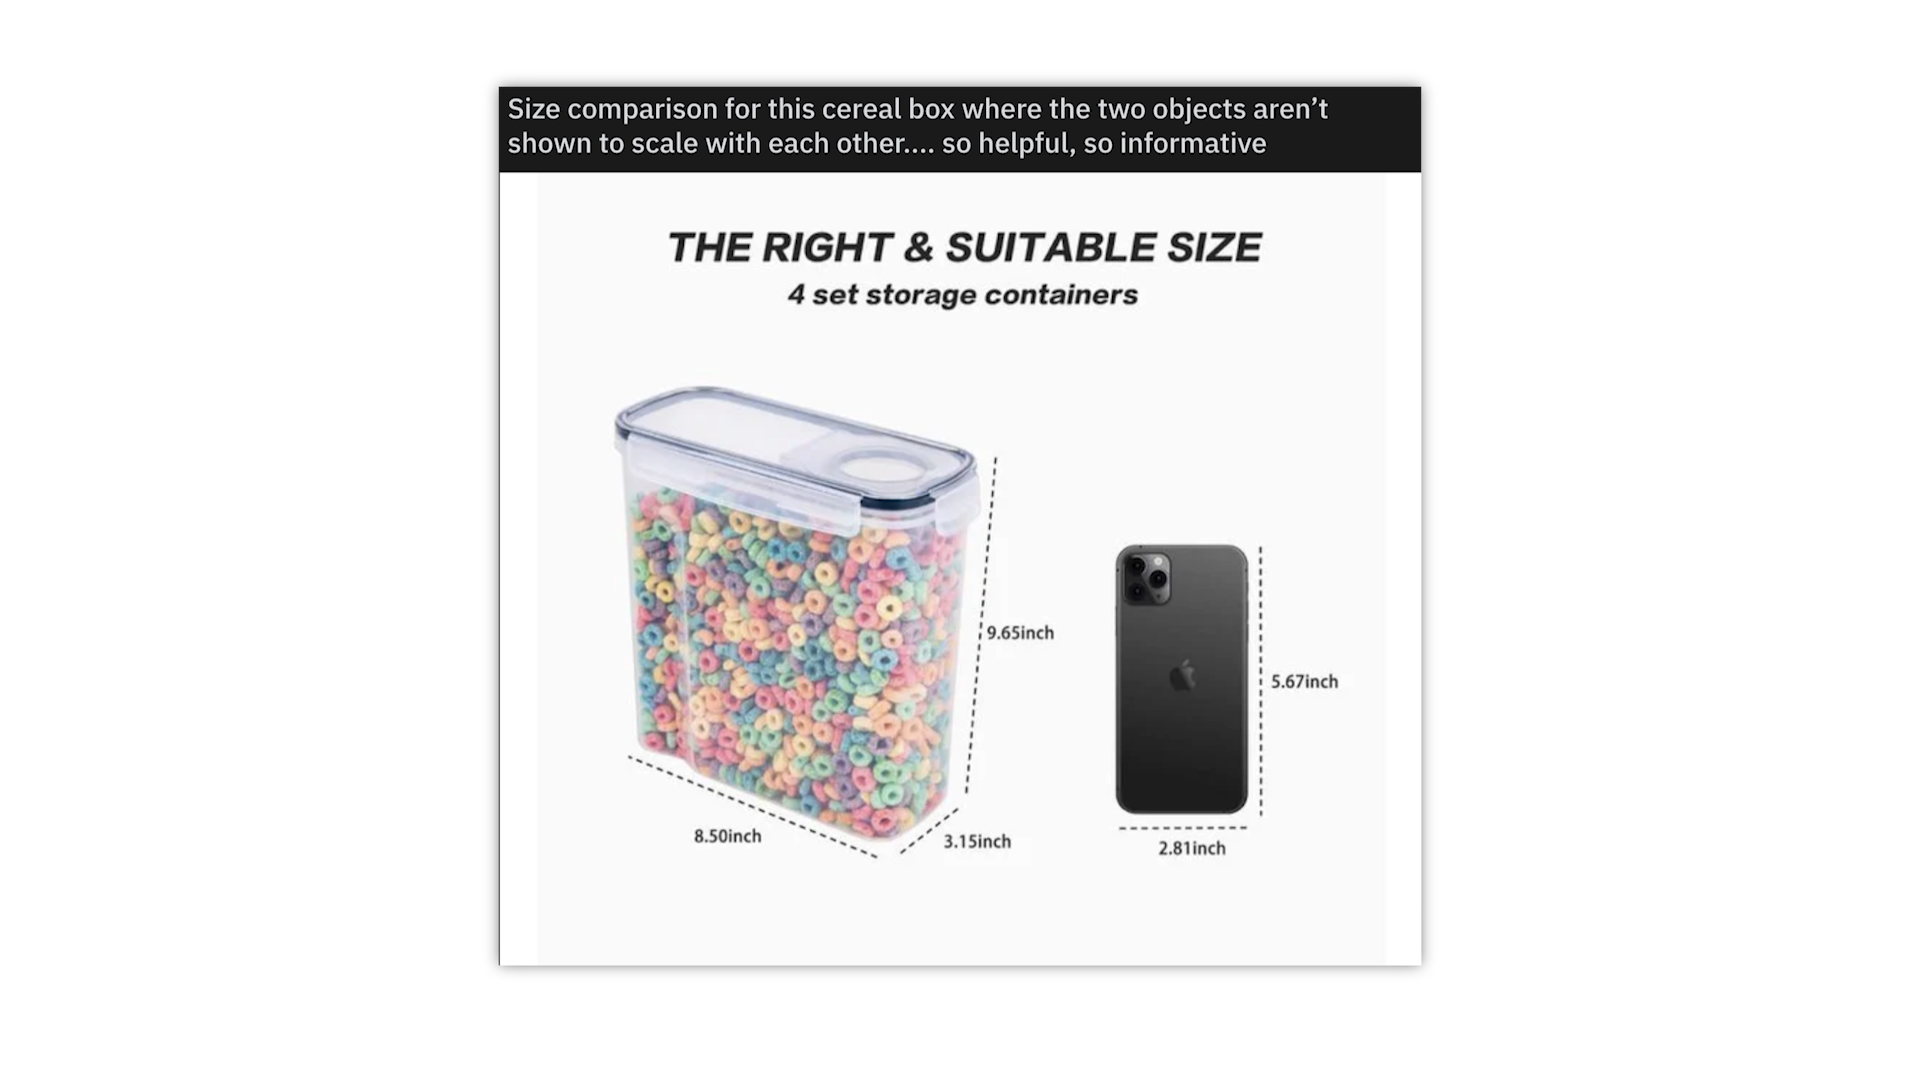 Size comparison for this cereal box where the two objects aren’t
shown to scale with each other.... so helpful, so informative
THE RIGHT & SUITABLE SIZE
4 set storage containers
9.65inch
5.67inch
8.50inch
3.15inch
2.81inch